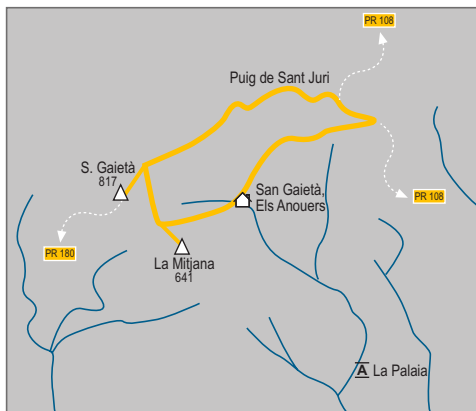 PR 108
Puig de Sant Juri
S. Gaietà
817
San Gaietà,
Els Anouers
PR 108
PR 180
La Mitjana
641
A La Palaia